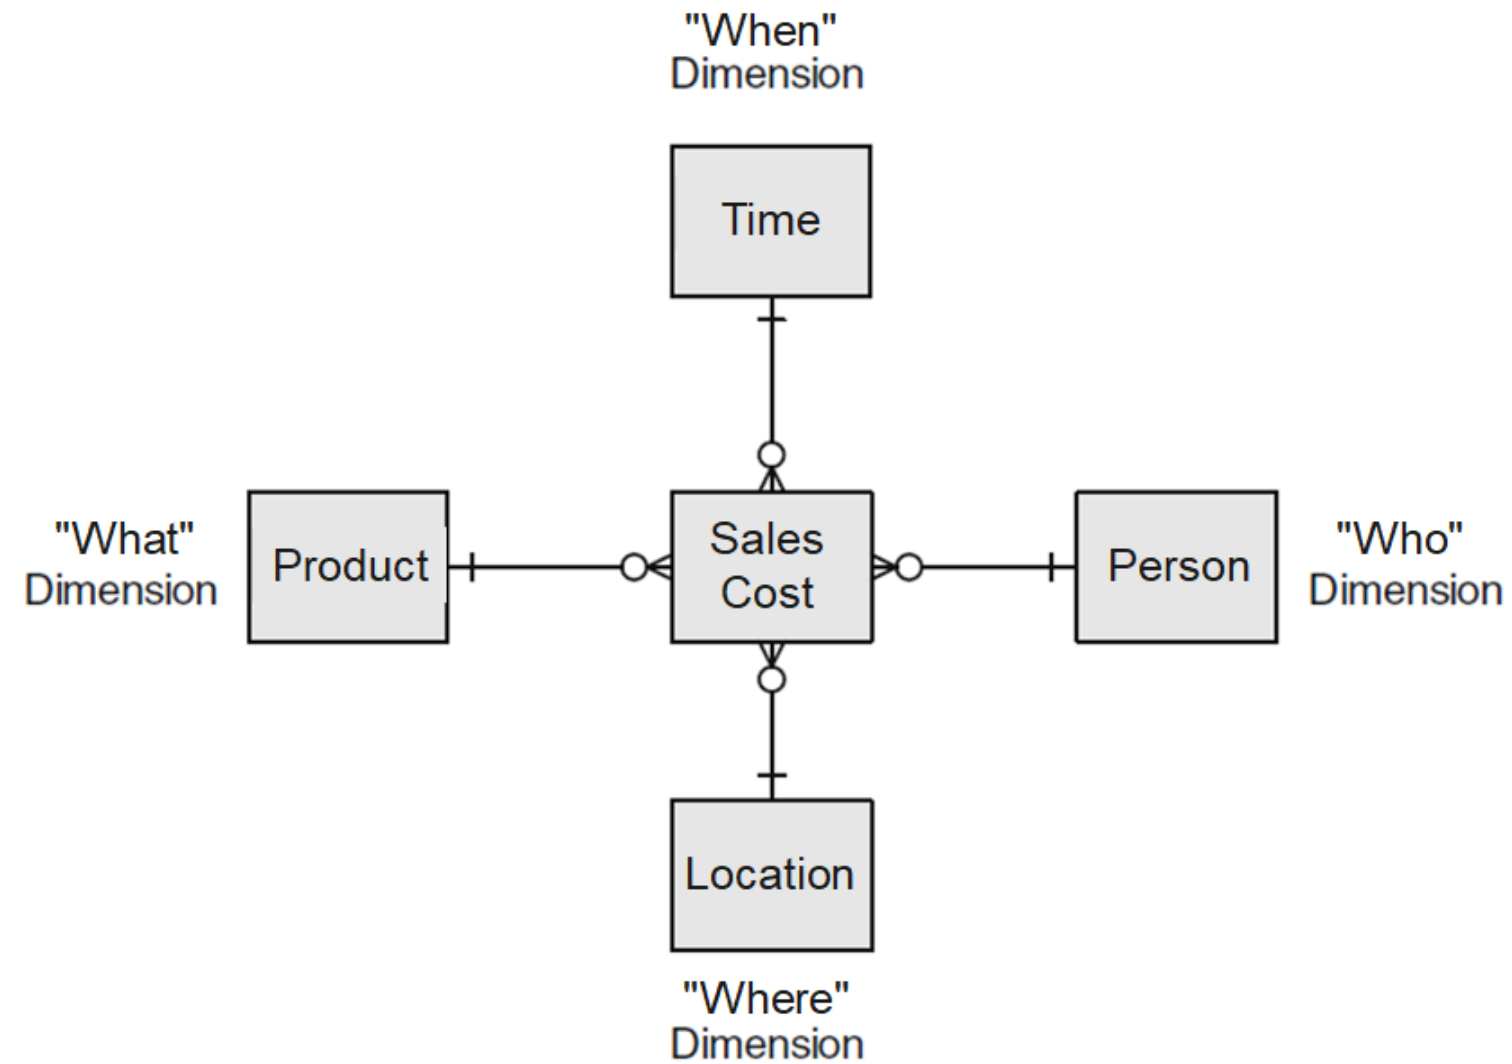 "When"
Dimension
Time
"What"
Dimension
Product
Sales
Cost
Person
"Who"
Dimension
Location
"Where"
Dimension